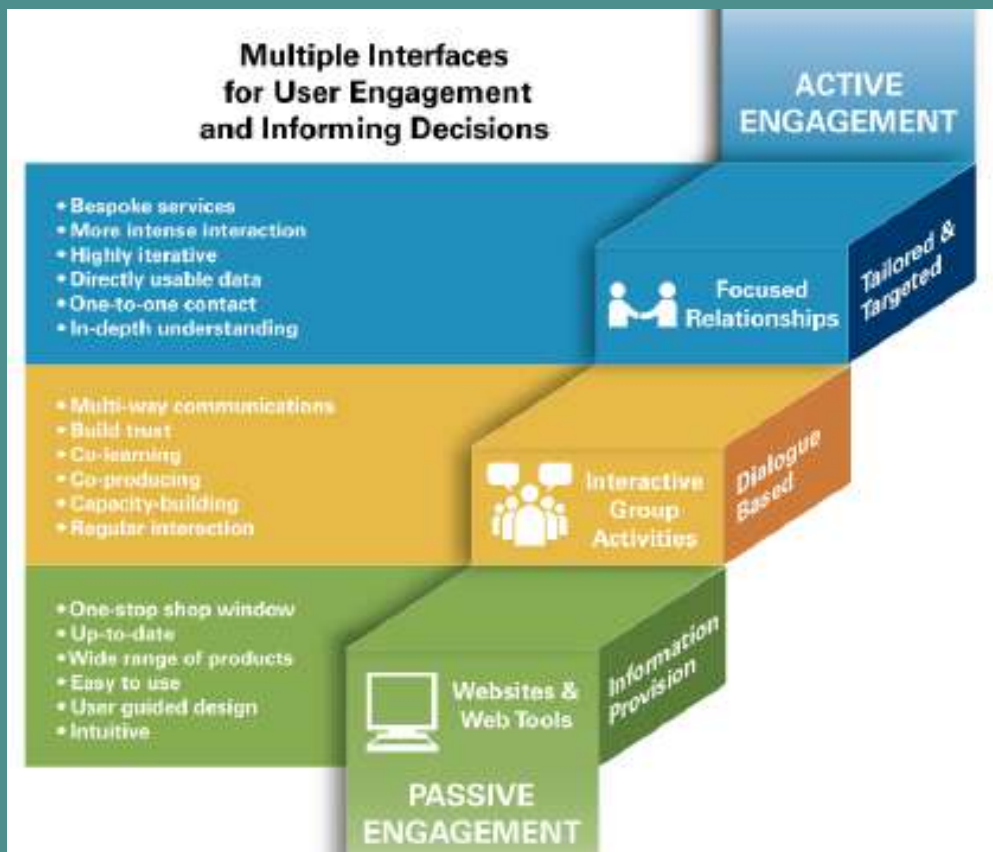 Multiple Interfaces
for User Engagement
and Informing Decisions
ACTIVE
ENGAGEMENT
• Bespoke services
• More intense interaction
• Highly iterative
• Directly usable data
• One-to-one contact
• In-depth understanding
Focused
Relationships
Tailored &
Targeted
• Multi-way communications
• Build trust
• Co-learning
• Co-producing
• Capacity-building
• Regular interaction
Interactive
Group
Activities
Dialogue
Based
• One-stop shop window
• Up-to-date
• Wide range of products
• Easy to use
• User guided design
• Intuitive
Websites &
Web Tools
Information
Provision
PASSIVE
ENGAGEMENT